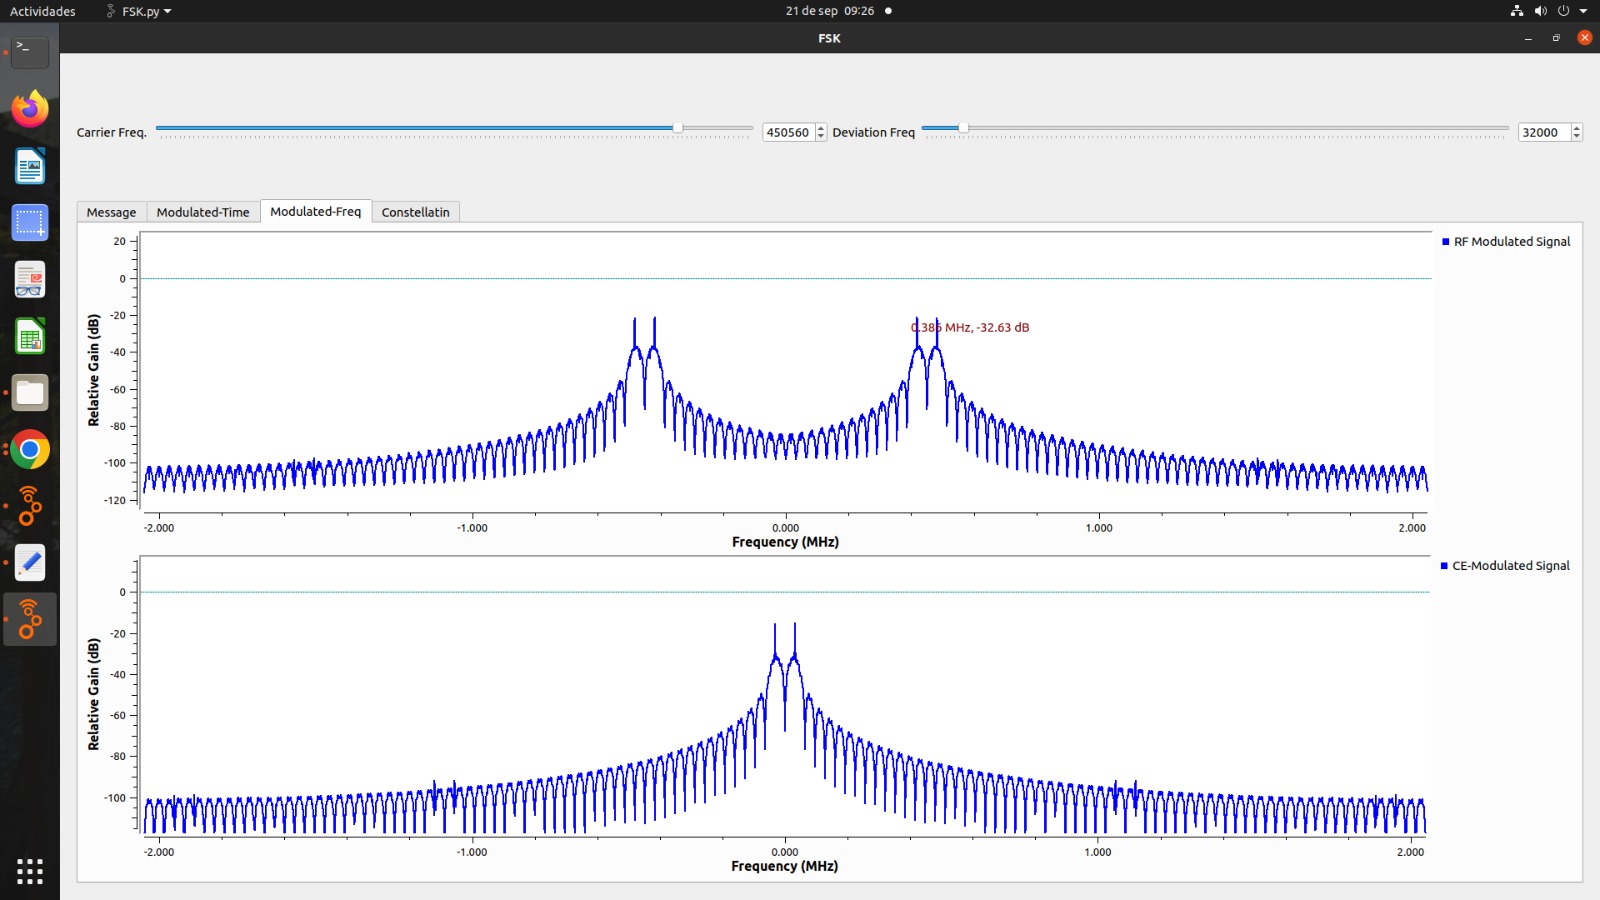 Actividades FSK.py 21 de sep 09:26
FSK
Carrier Freq. 450560 Deviation Freq 32000
Message Modulated-Time Modulated-Freq Constellatin
20
0
-20
-40
-60
-80
-100
-120
Relative Gain (dB)
RF Modulated Signal
0.386 MHz, -32.63 dB
-2.000 -1.000 0.000 1.000 2.000
Frequency (MHz)
0
-20
-40
-60
-80
-100
Relative Gain (dB)
CE-Modulated Signal
-2.000 -1.000 0.000 1.000 2.000
Frequency (MHz)